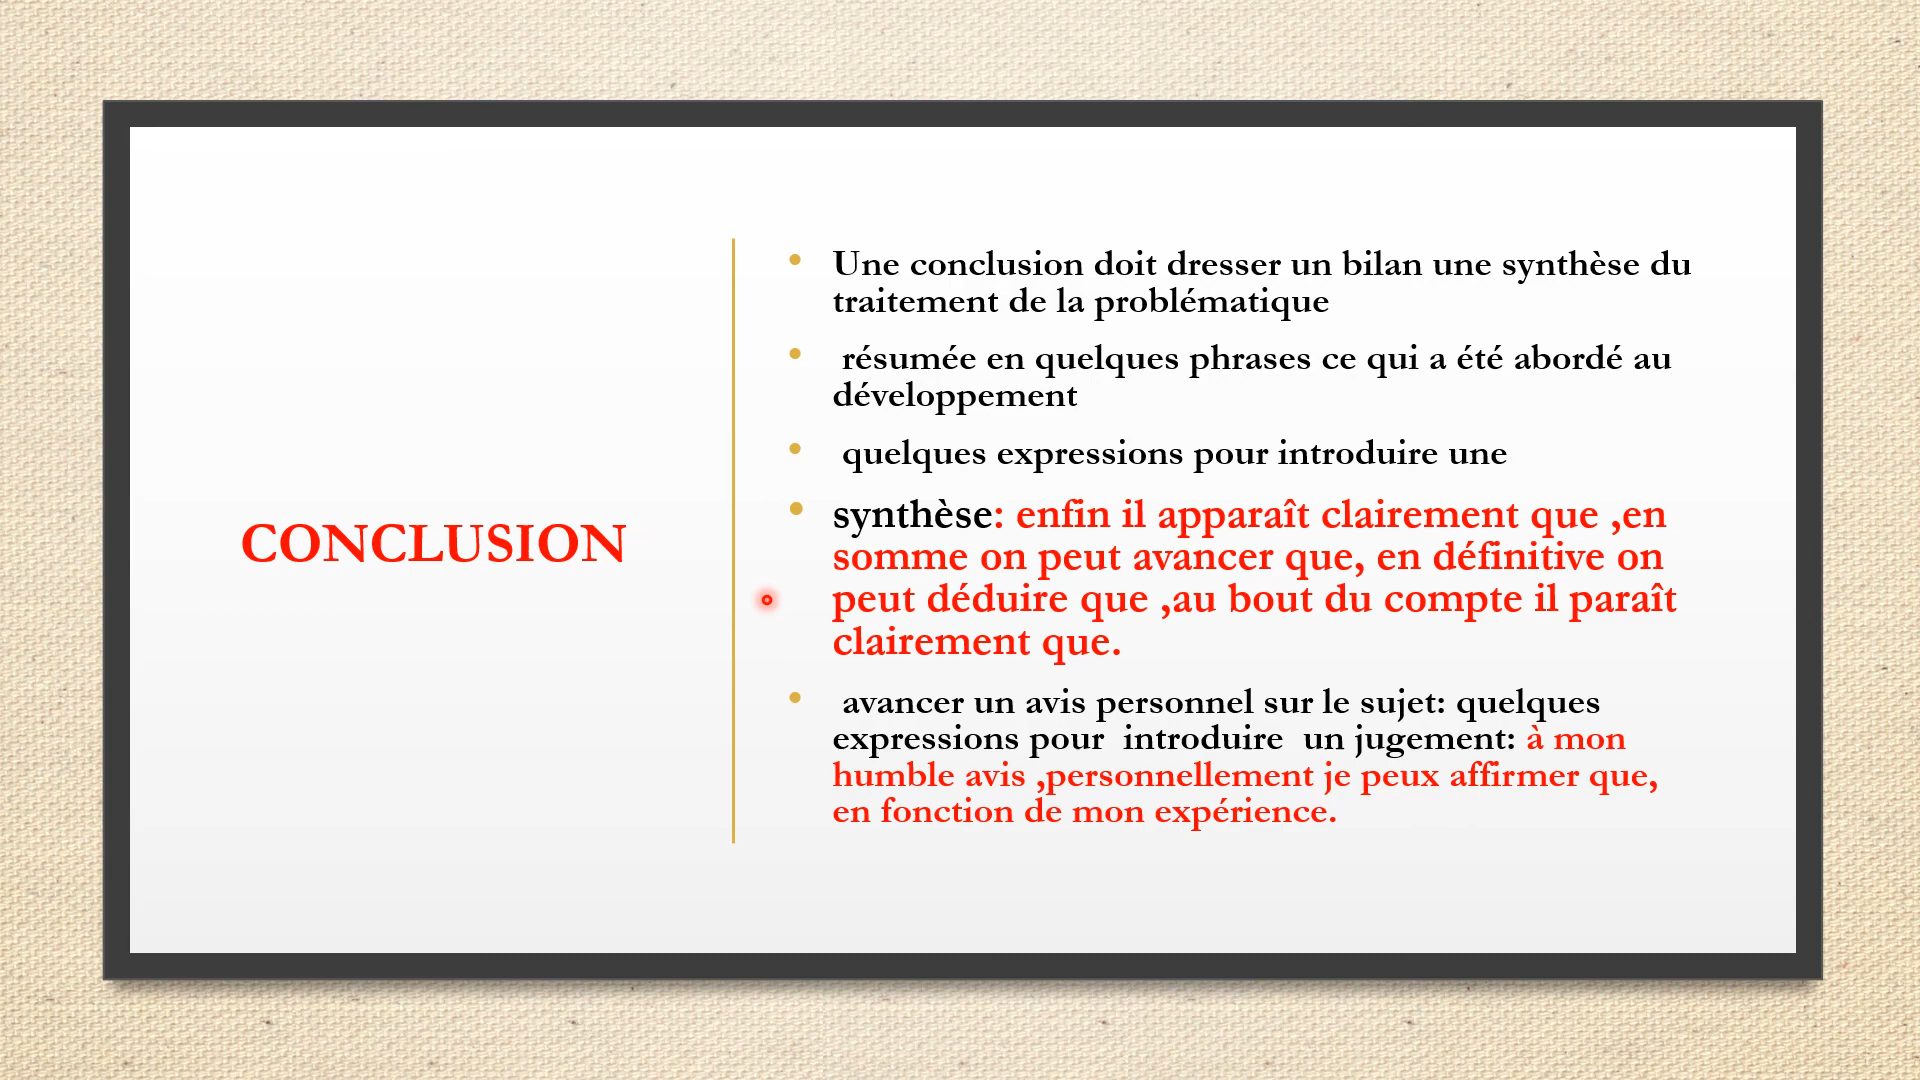 CONCLUSION
• Une conclusion doit dresser un bilan une synthèse du
traitement de la problématique
• résumée en quelques phrases ce qui a été abordé au
développement
• quelques expressions pour introduire une
• synthèse: enfin il apparaît clairement que ,en
somme on peut avancer que, en définitive on
peut déduire que ,au bout du compte il paraît
clairement que.
• avancer un avis personnel sur le sujet: quelques
expressions pour introduire un jugement: à mon
humble avis ,personnellement je peux affirmer que,
en fonction de mon expérience.